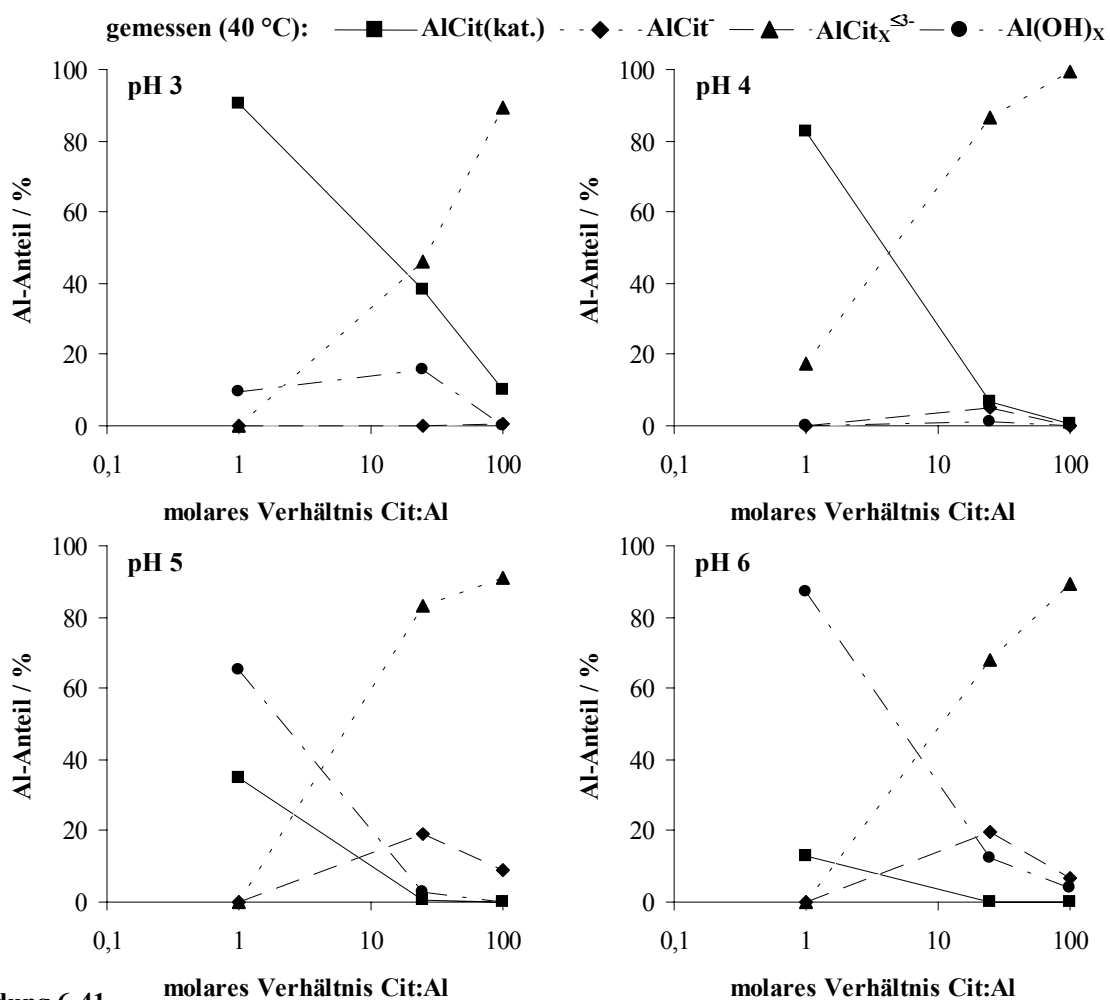 gemessen (40 °C): AlCit(kat.) AlCit⁻ AlCitX≤3- Al(OH)X
pH 3
100
80
60
40
20
0
Al-Anteil / %
0,1 1 10 100
molares Verhältnis Cit:Al
pH 4
100
80
60
40
20
0
Al-Anteil / %
0,1 1 10 100
molares Verhältnis Cit:Al
pH 5
100
80
60
40
20
0
Al-Anteil / %
0,1 1 10 100
molares Verhältnis Cit:Al
pH 6
100
80
60
40
20
0
Al-Anteil / %
0,1 1 10 100
molares Verhältnis Cit:Al
6-41